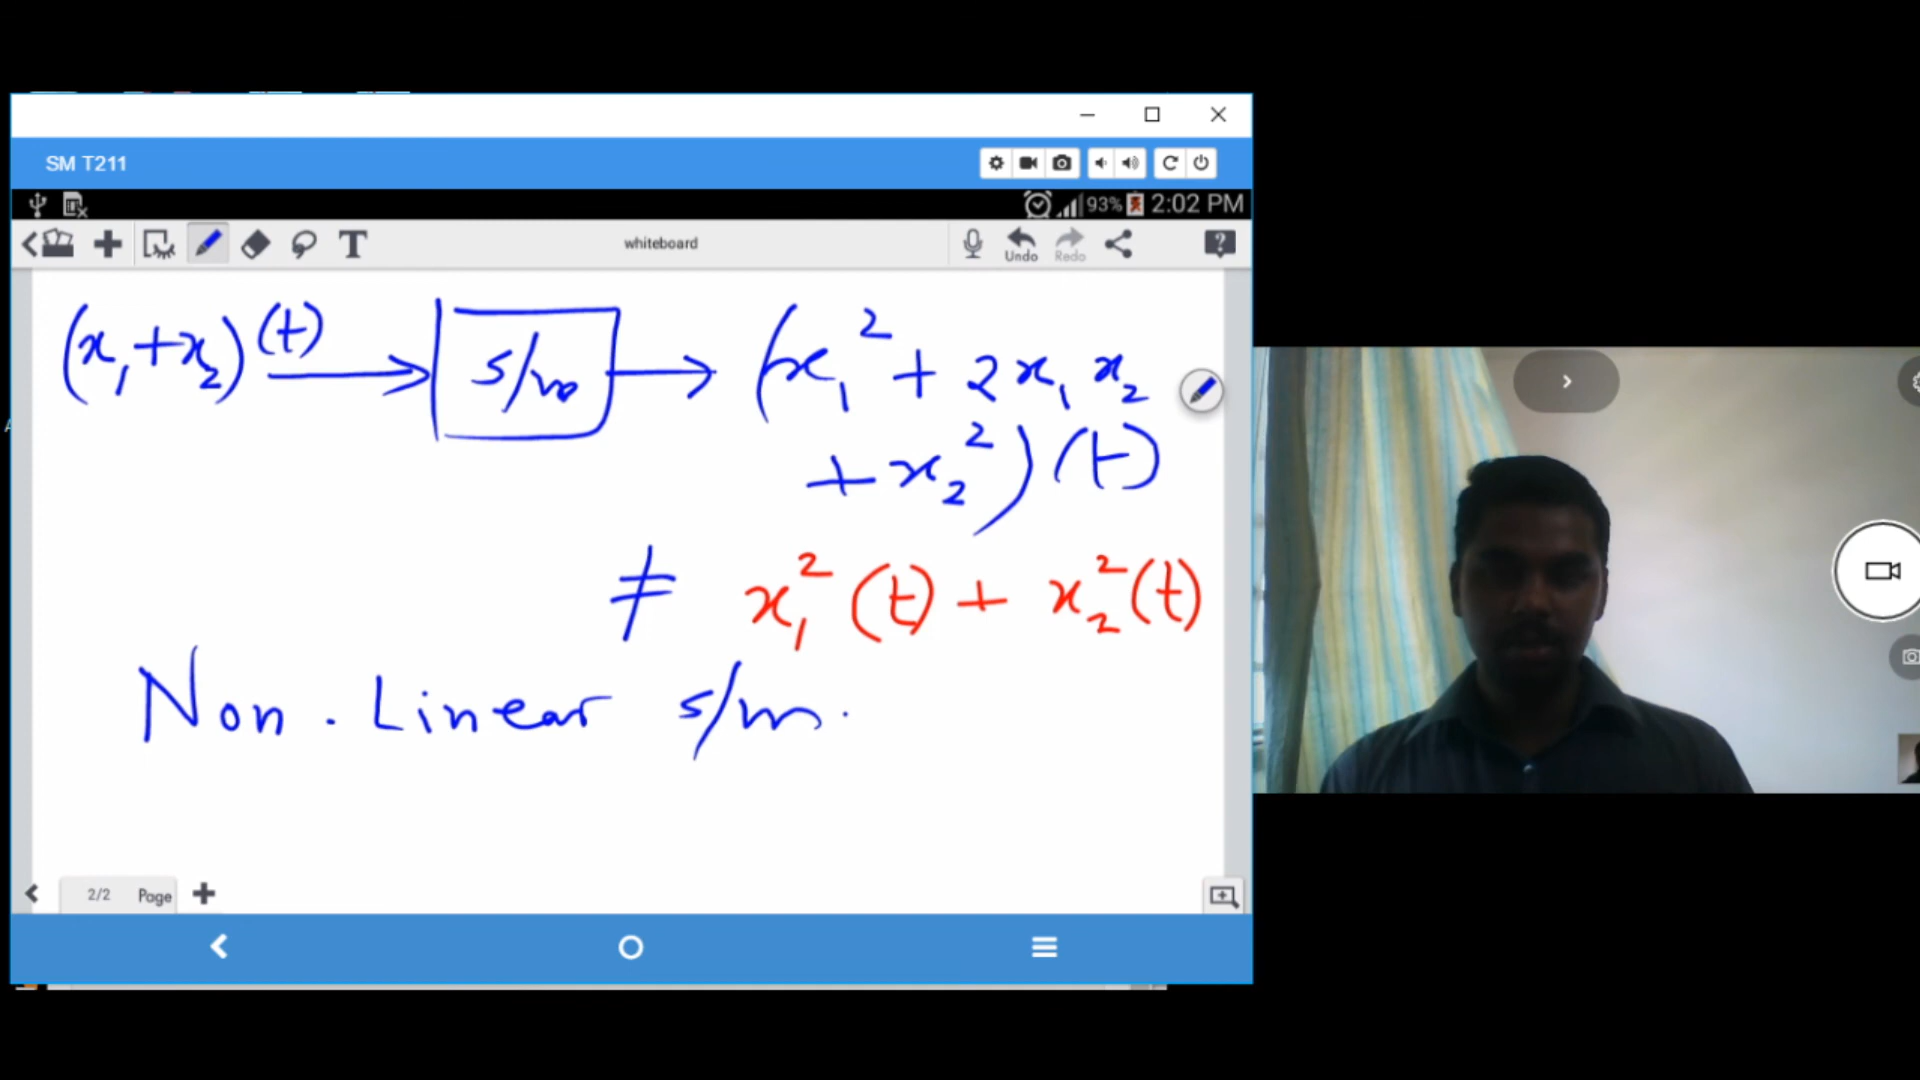 SM T211
93% 2:02 PM
whiteboard
Undo
Redo
(x₁+x₂)(t) → s/m → (x₁² + 2x₁x₂
+x₂²)(t)
≠ x₁²(t) + x₂²(t)
Non-Linear s/m.
2/2 Page